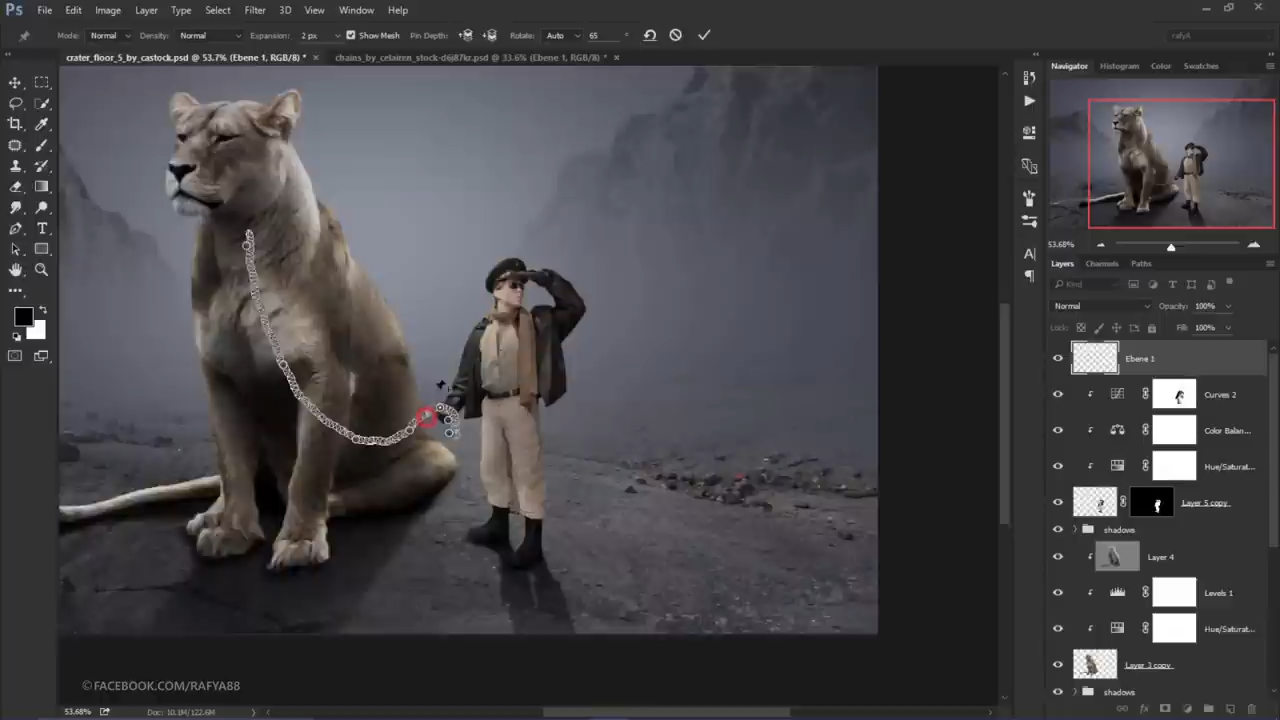 Ps File Edit Image Layer Type Select Filter 3D View Window Help
Mode: Normal Density: Normal Expansion: 2 px Show Mesh Pin Depth: Rotate: Auto 65 °
rafyA
crater_floor_5_by_castock.psd @ 53.7% (Ebene 1, RGB/8) *
chains_by_celairen_stock-d6j87kr.psd @ 33.6% (Ebene 1, RGB/8) *
Navigator Histogram Color Swatches
53.68%
Layers Channels Paths
Kind
Normal Opacity: 100%
Lock: Fill: 100%
Ebene 1
Curves 2
Color Balan...
Hue/Saturat...
Layer 5 copy
shadows
Layer 4
Levels 1
Hue/Saturat...
Layer 3 copy
shadows
©FACEBOOK.COM/RAFYA88
53.68% Doc: 10.1M/122.6M